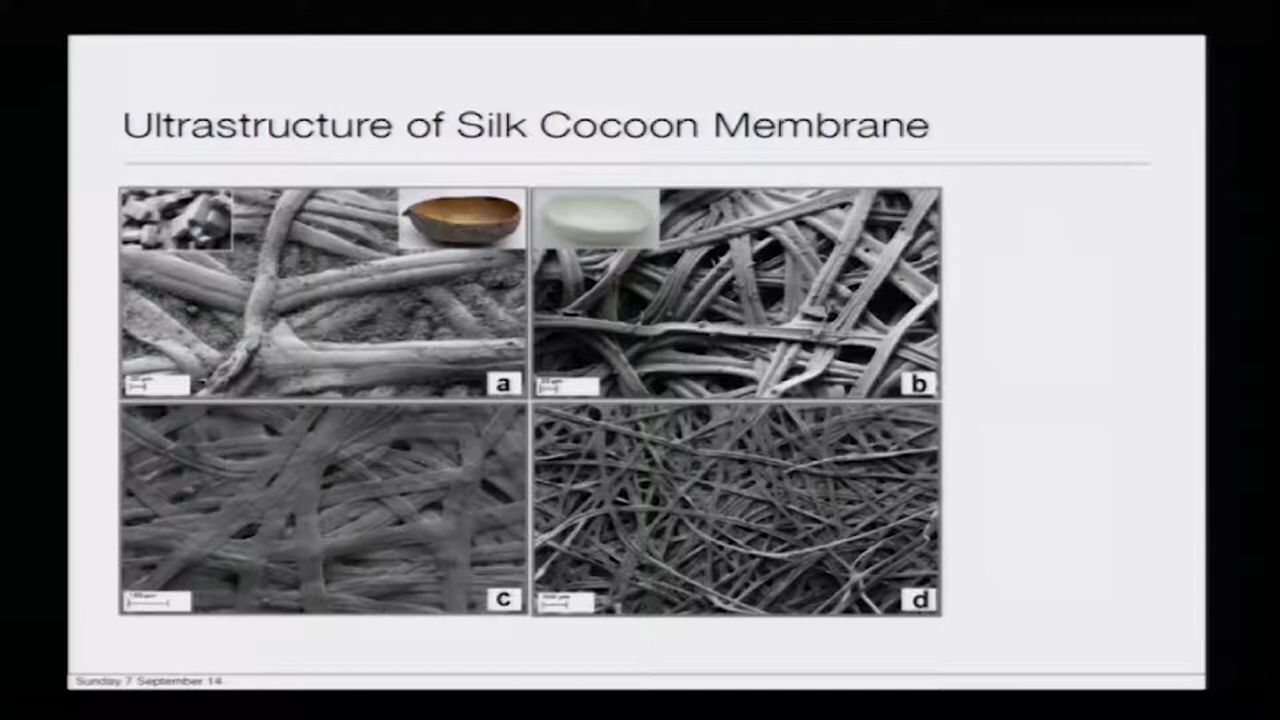 Ultrastructure of Silk Cocoon Membrane
a
b
c
d
Sunday 7 September 14